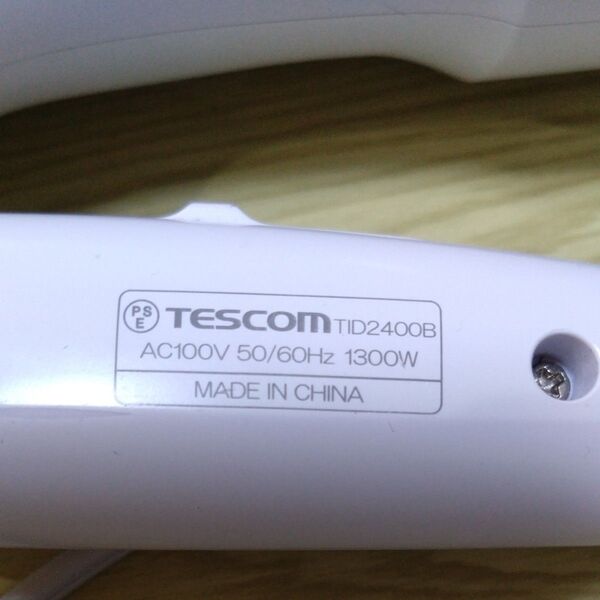 PS
E
TESCOM TID2400B
AC100V 50/60Hz 1300W
MADE IN CHINA